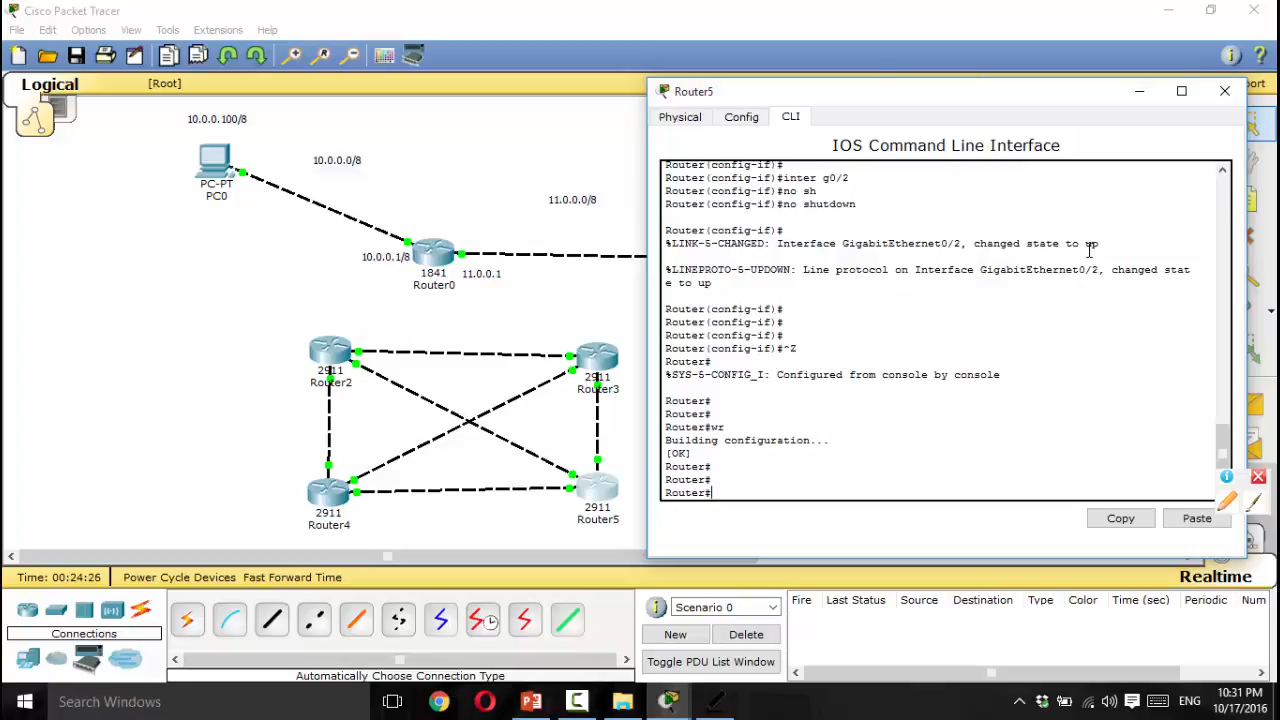 Cisco Packet Tracer
File Edit Options View Tools Extensions Help
Logical
[Root]
10.0.0.100/8
10.0.0.0/8
PC-PT
PC0
11.0.0.0/8
10.0.0.1/8
1841
Router0
11.0.0.1
2911
Router2
2911
Router3
2911
Router4
2911
Router5
Router5
Physical Config CLI
IOS Command Line Interface
Router(config-if)#
Router(config-if)#inter g0/2
Router(config-if)#no sh
Router(config-if)#no shutdown
Router(config-if)#
%LINK-5-CHANGED: Interface GigabitEthernet0/2, changed state to up
%LINEPROTO-5-UPDOWN: Line protocol on Interface GigabitEthernet0/2, changed stat
e to up
Router(config-if)#
Router(config-if)#
Router(config-if)#
Router(config-if)#^Z
Router#
%SYS-5-CONFIG_I: Configured from console by console
Router#
Router#
Router#wr
Building configuration...
[OK]
Router#
Router#
Router#
Copy Paste
port
Time: 00:24:26 Power Cycle Devices Fast Forward Time
Realtime
Connections
Automatically Choose Connection Type
Scenario 0
New Delete
Toggle PDU List Window
Fire Last Status Source Destination Type Color Time (sec) Periodic Num
Search Windows
ENG
10:31 PM
10/17/2016